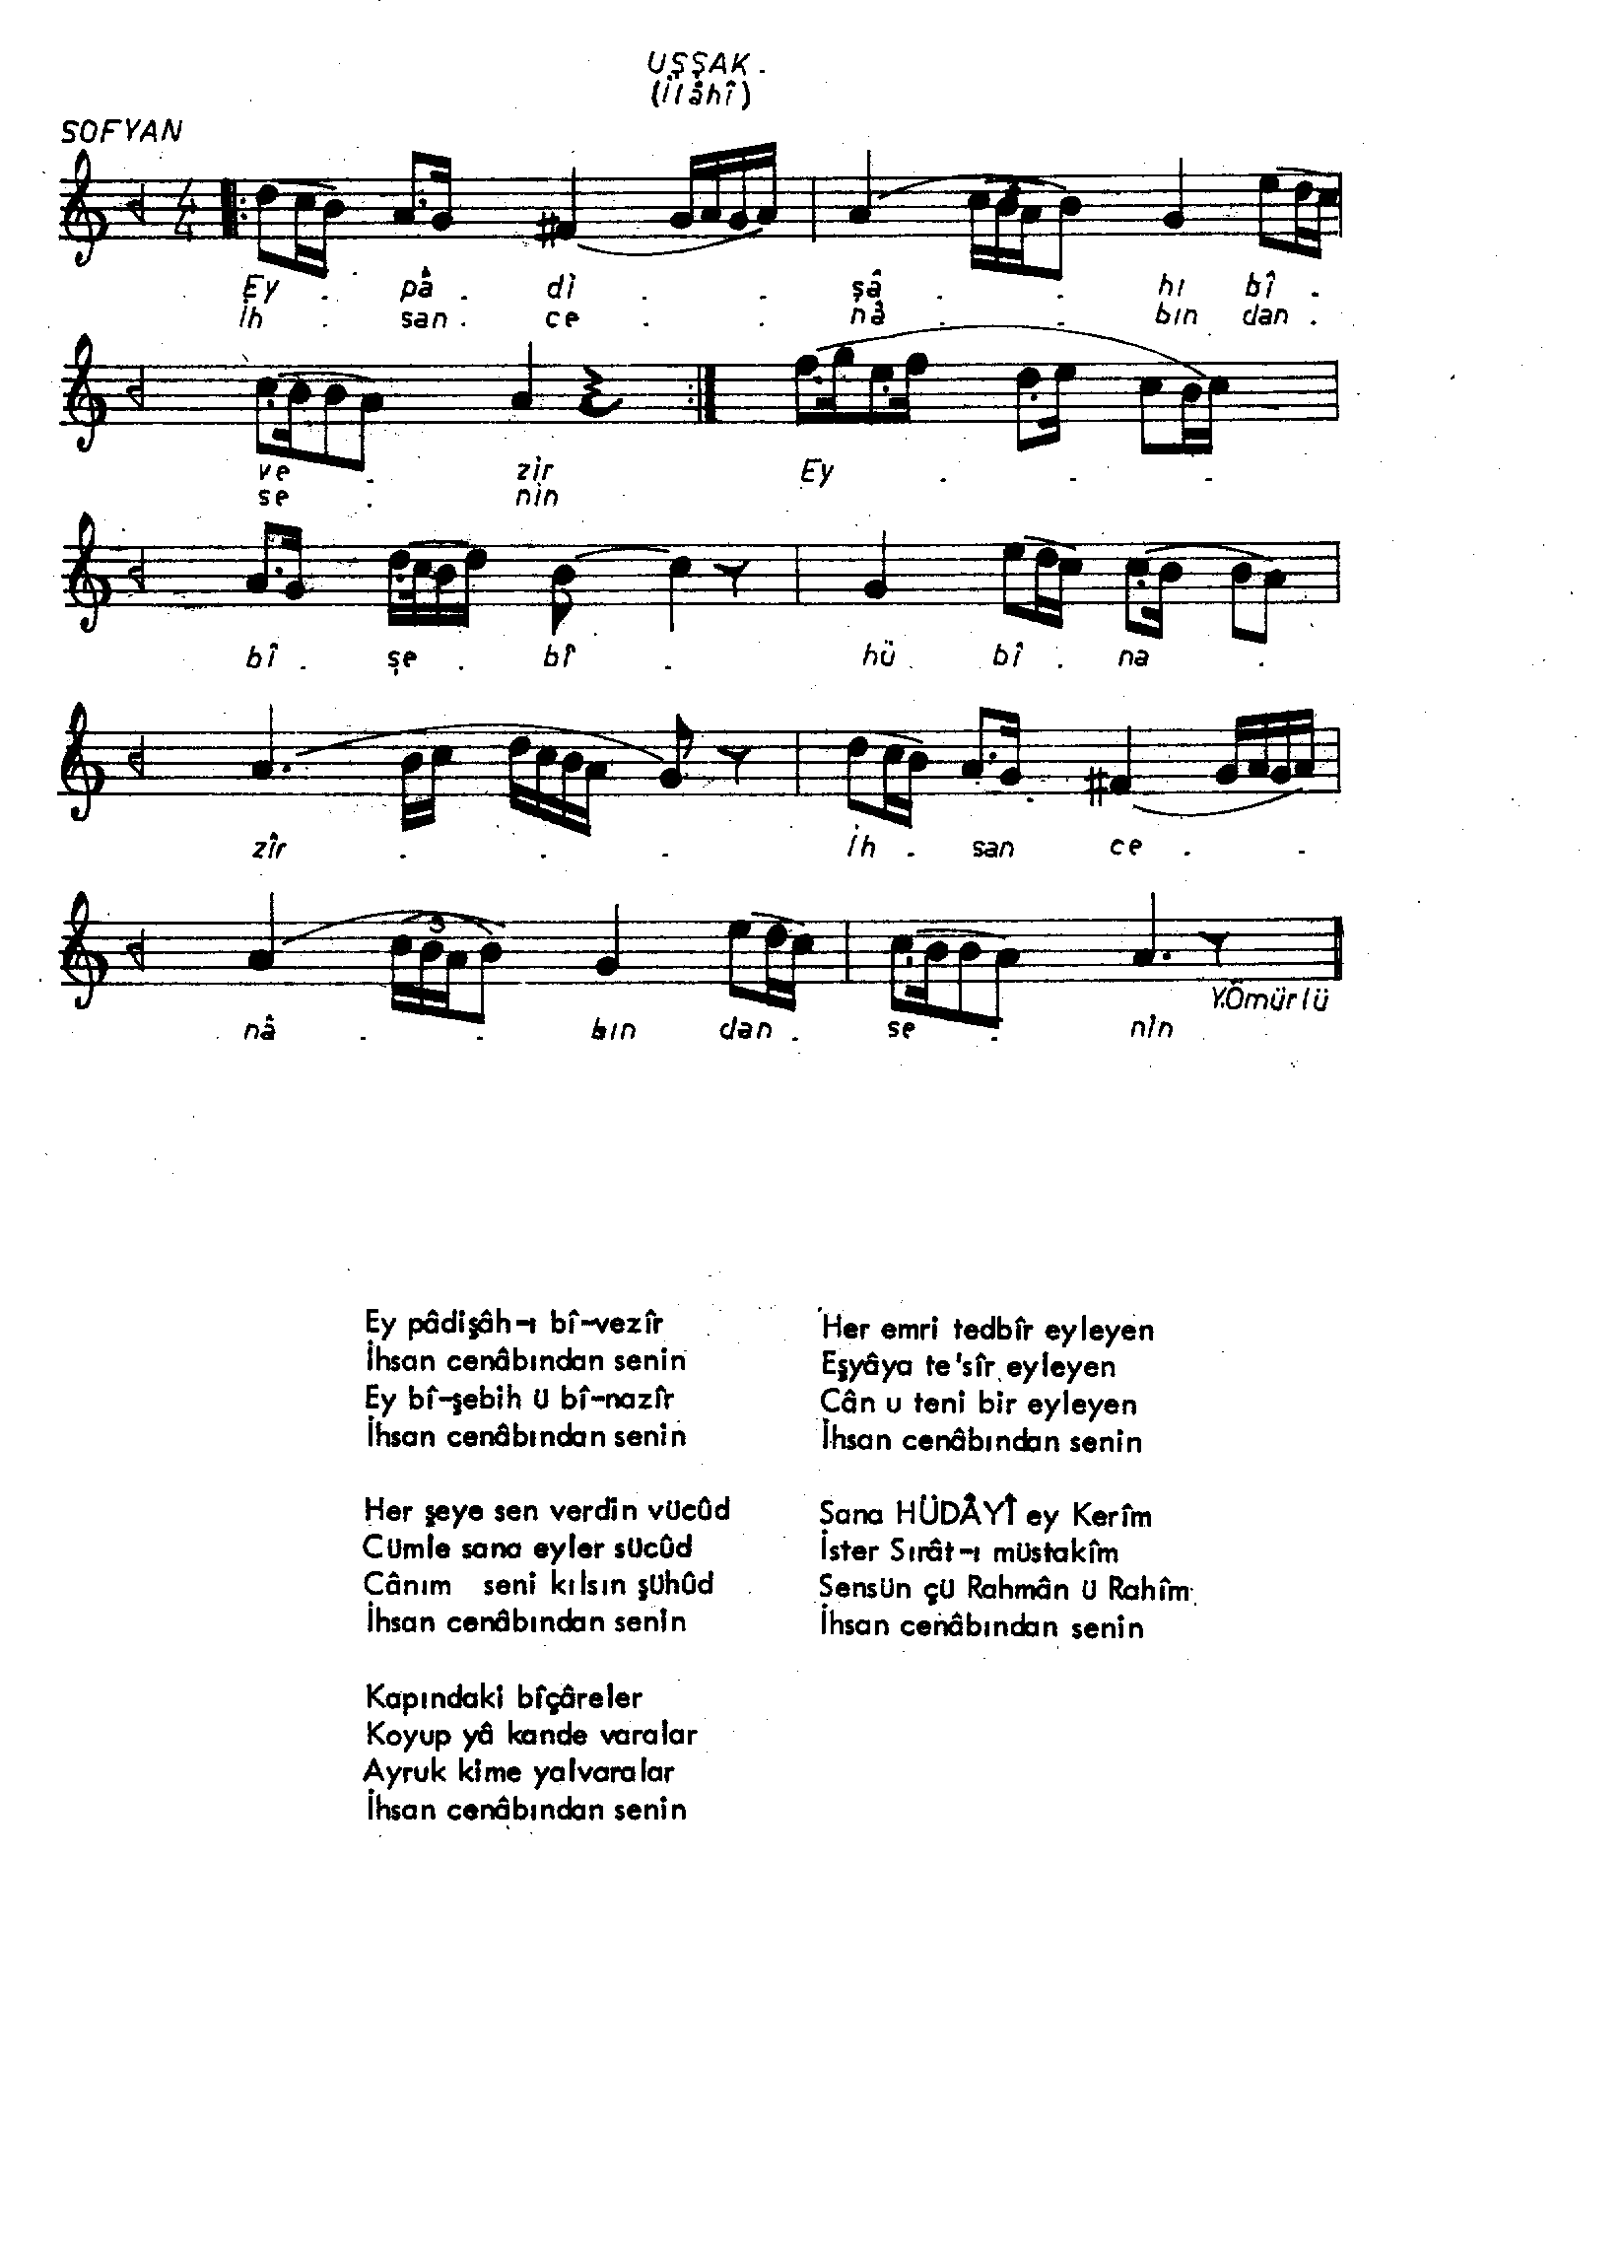 UŞŞAK.
(İlâhî)
SOFYAN
4
4
Ey . pâ . di . . şâ . . hı bî .
İh . san . ce . . nâ . . bın dan .
ve . zir Ey . . .
se . nin
bî . şe . bî . hü . bî . na .
zîr . . . İh . san ce . .
3
Y.Ömürlü
nâ . . bın dan . se . nin
Ey pâdişâh-ı bî-vezîr
İhsan cenâbından senin
Ey bî-şebih ü bî-nazîr
İhsan cenâbından senin
Her şeye sen verdin vücûd
Cümle sana eyler sücûd
Cânım seni kılsın şühûd
İhsan cenâbından senin
Kapındaki bîçâreler
Koyup yâ kande varalar
Ayruk kime yalvaralar
İhsan cenâbından senin
Her emri tedbîr eyleyen
Eşyâya te'sîr eyleyen
Cân u teni bir eyleyen
İhsan cenâbından senin
Sana HÜDÂYÎ ey Kerîm
İster Sırât-ı müstakîm
Sensün çü Rahmân ü Rahîm
İhsan cenâbından senin